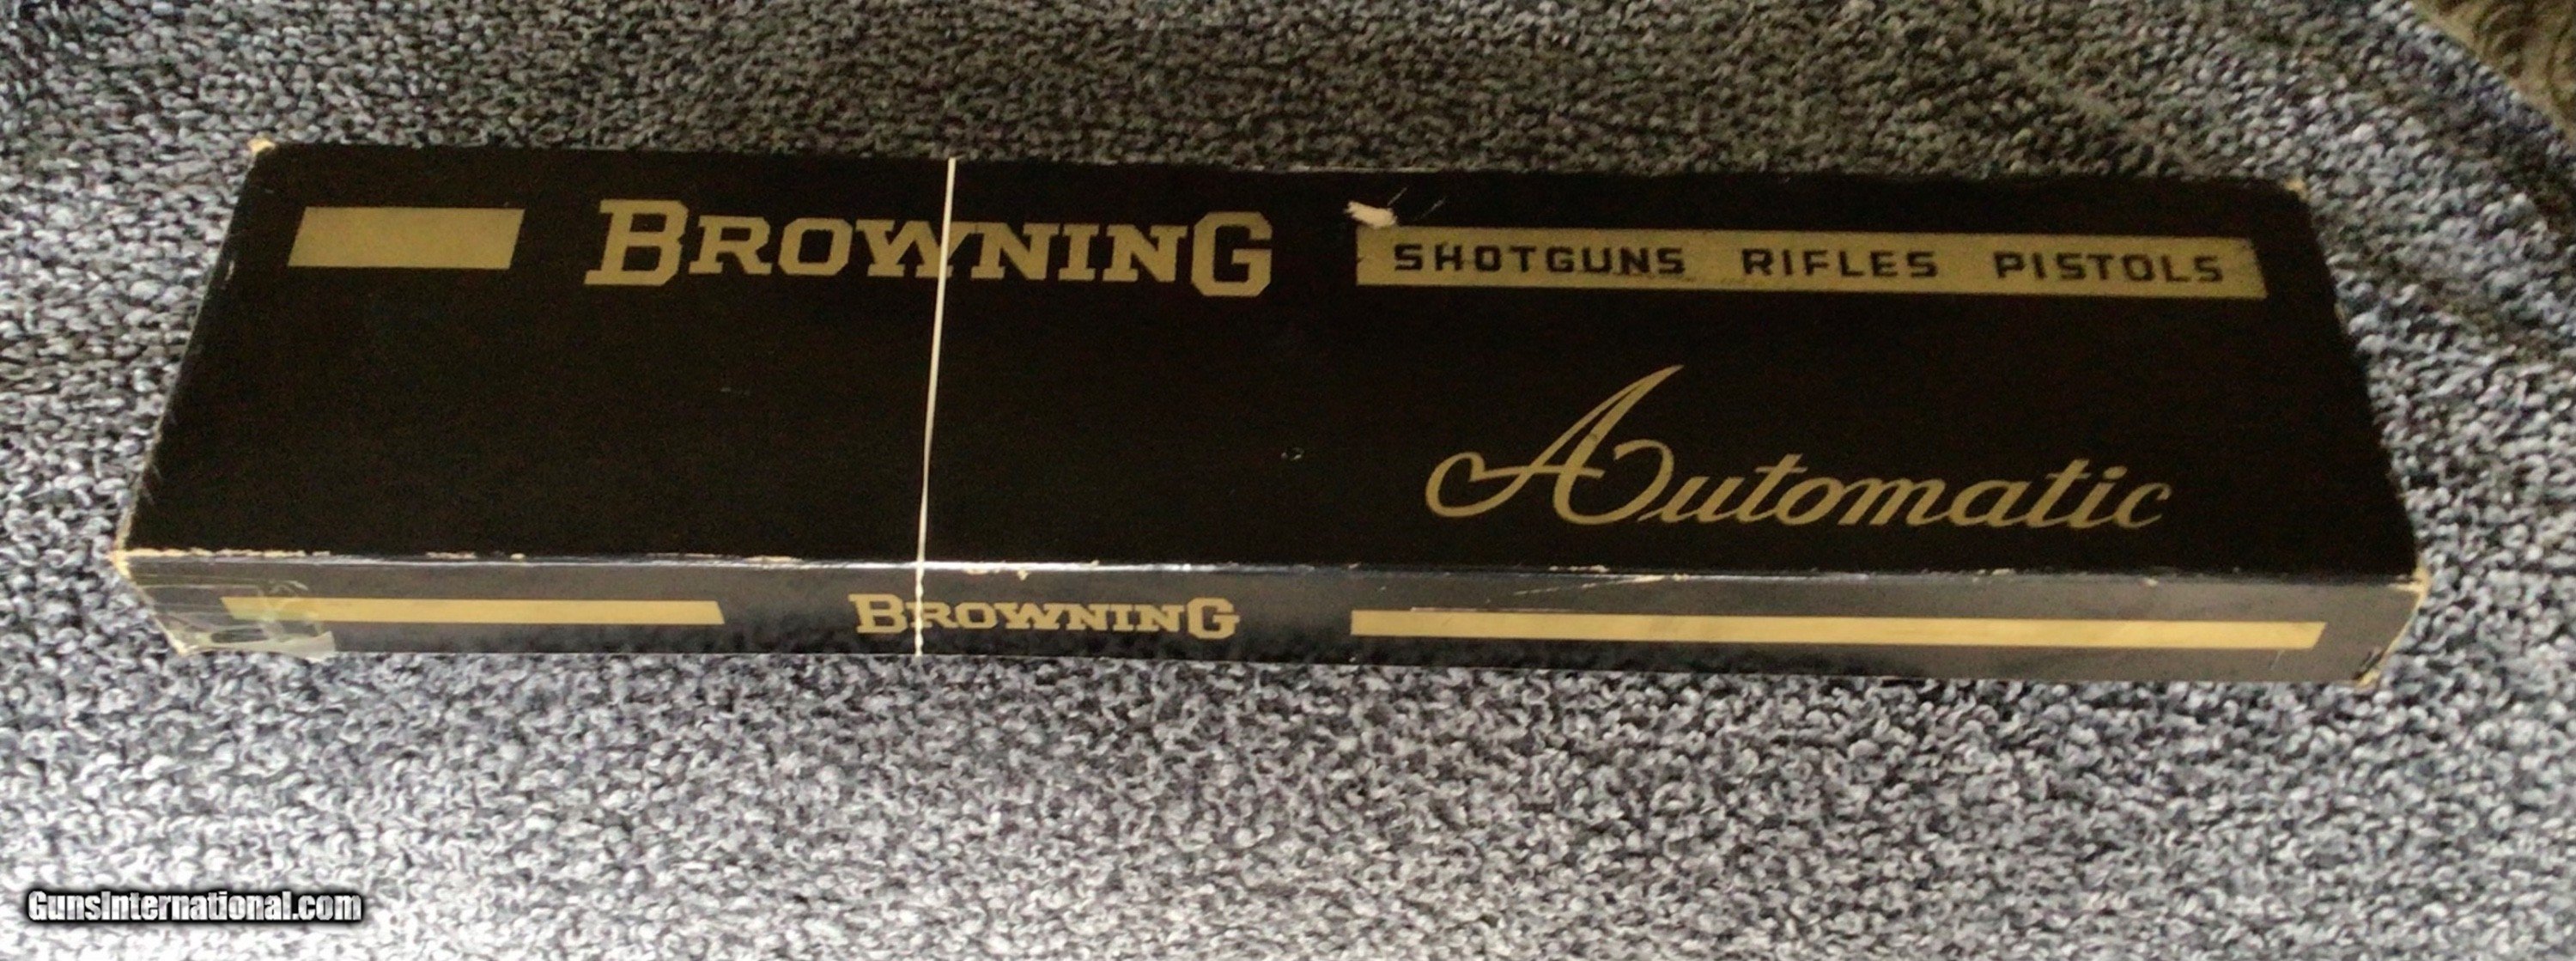 BROWNING
SHOTGUNS RIFLES PISTOLS
Automatic
BROWNING
GunsInternational.com